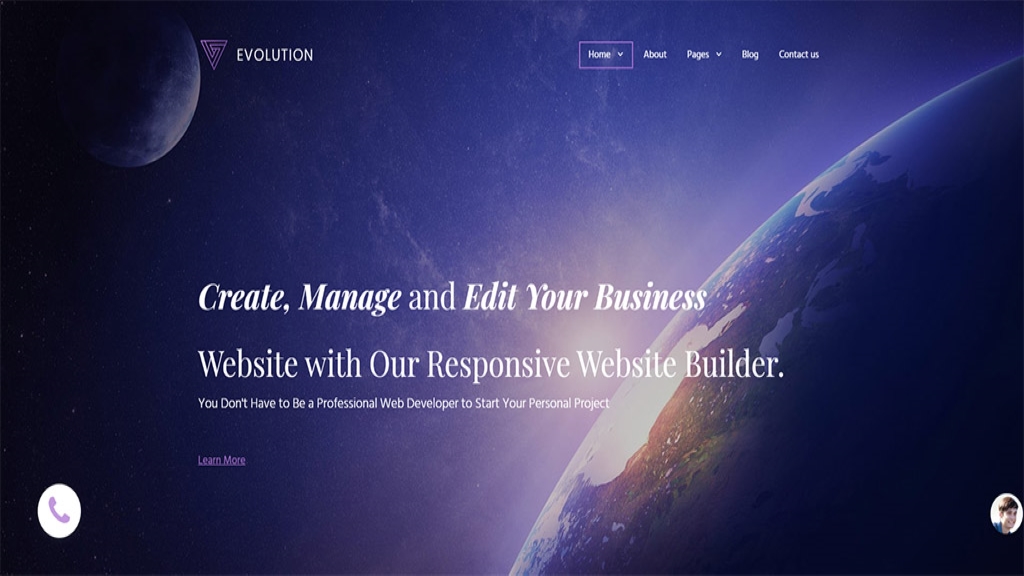 EVOLUTION
Home About Pages Blog Contact us
Create, Manage and Edit Your Business
Website with Our Responsive Website Builder.
You Don't Have to Be a Professional Web Developer to Start Your Personal Project
Learn More